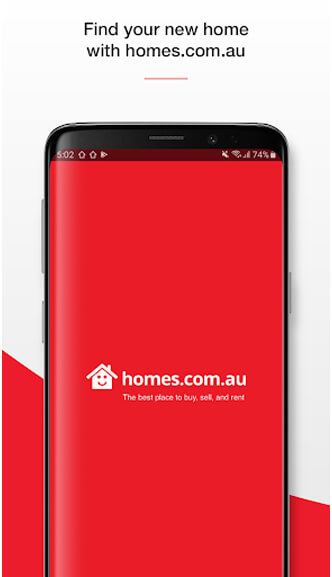 Find your new home
with homes.com.au
5:02
74%
homes.com.au
The best place to buy, sell, and rent